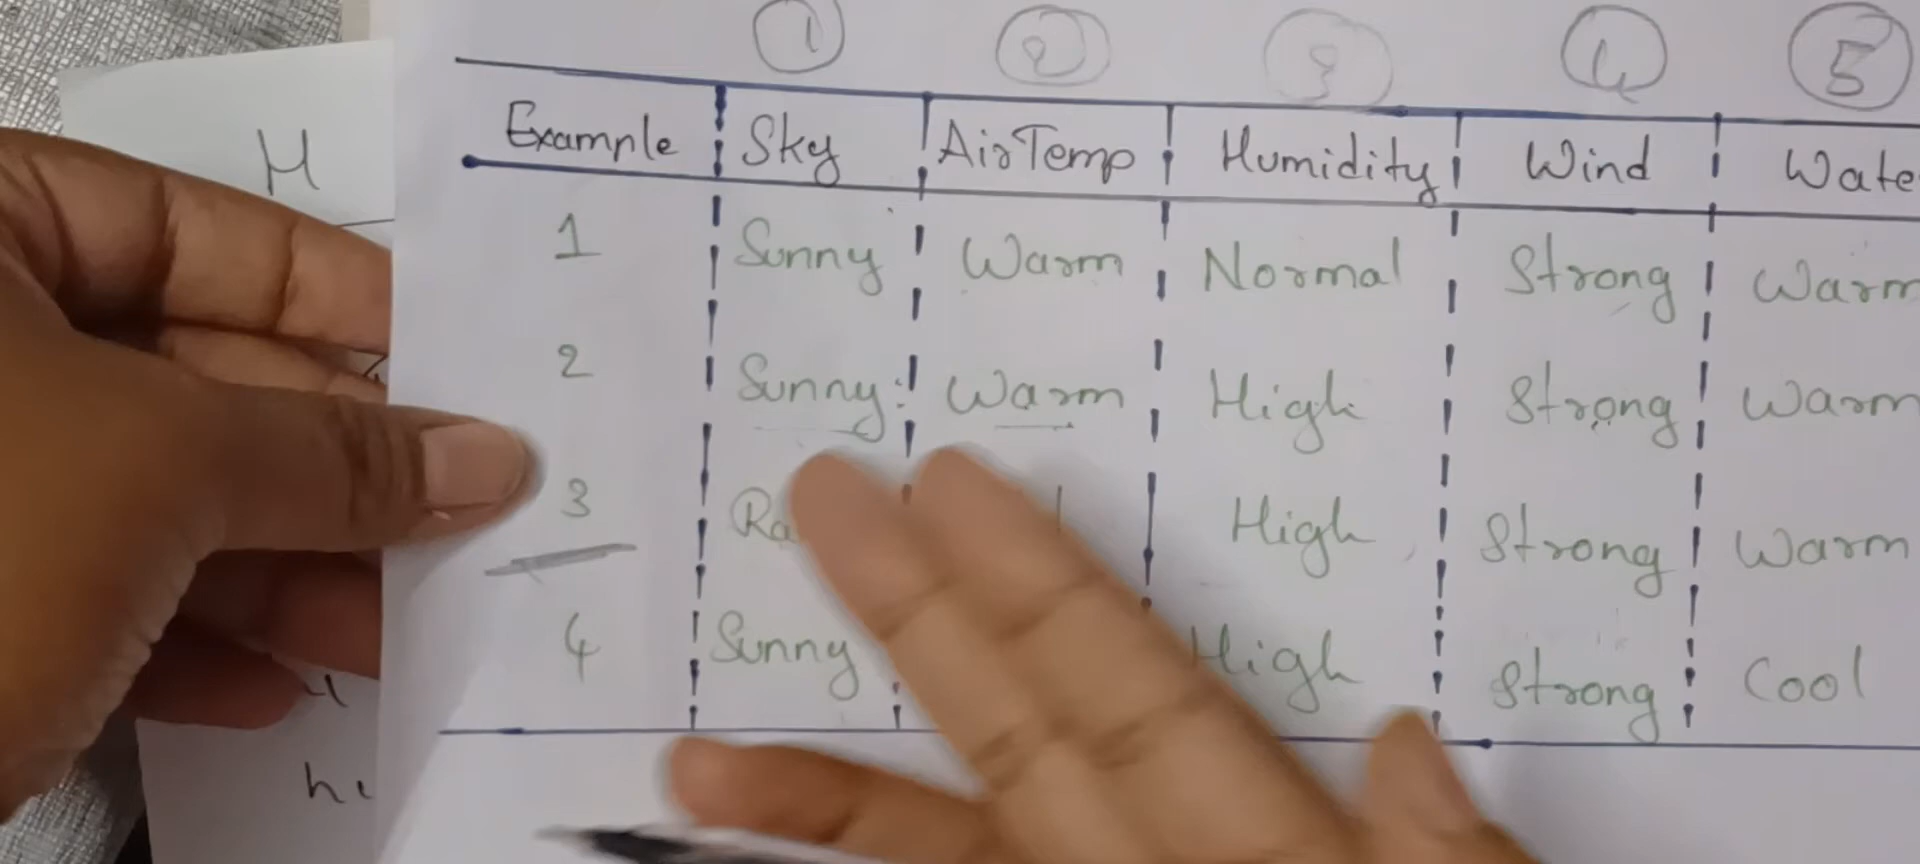 1 2 3 4 5
Example Sky AirTemp Humidity Wind Wate
1 Sunny Warm Normal Strong Warm
2 Sunny Warm High Strong Warm
3 Ra High Strong Warm
4 Sunny High Strong Cool
H